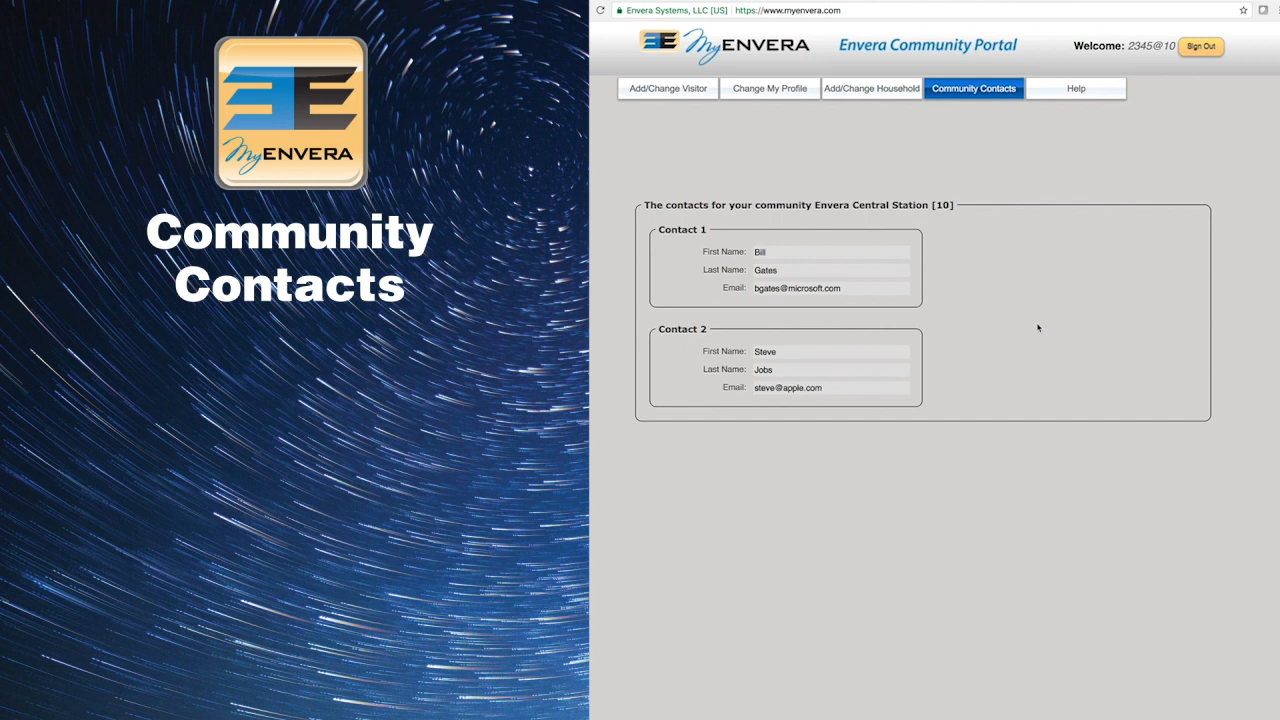 MyENVERA
Community
Contacts
Envera Systems, LLC [US] https://www.myenvera.com
MyENVERA
Envera Community Portal
Welcome: 2345@10
Sign Out
Add/Change Visitor
Change My Profile
Add/Change Household
Community Contacts
Help
The contacts for your community Envera Central Station [10]
Contact 1
First Name: Bill
Last Name: Gates
Email: bgates@microsoft.com
Contact 2
First Name: Steve
Last Name: Jobs
Email: steve@apple.com